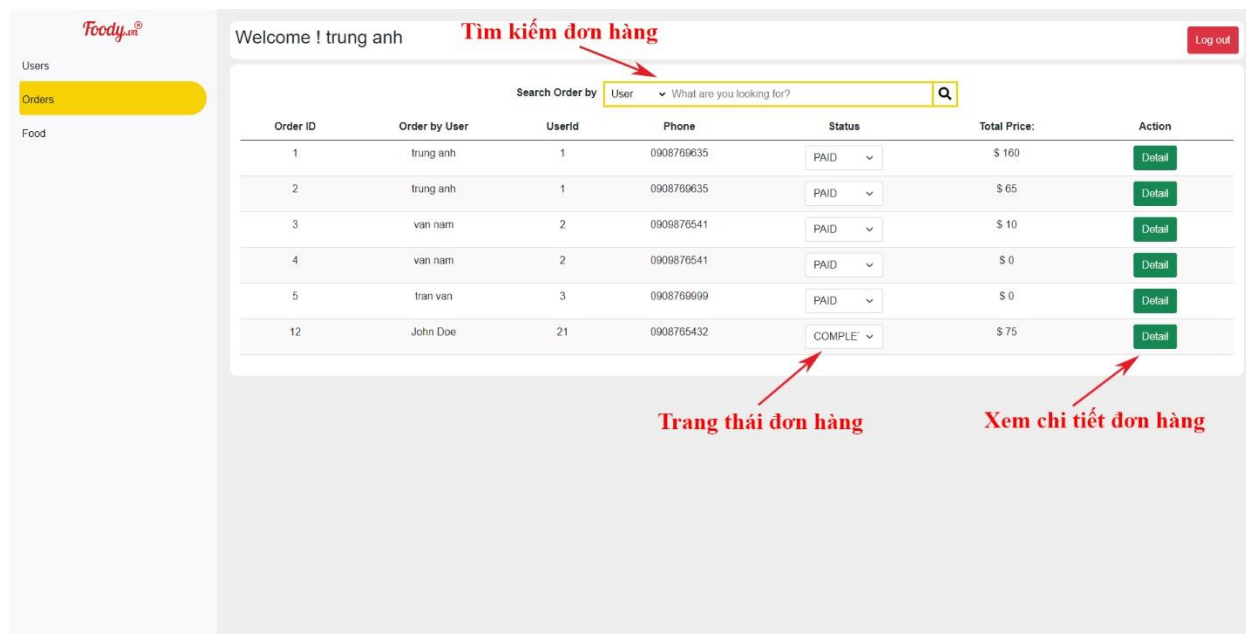 Foody.vn®
Welcome ! trung anh
Tìm kiếm đơn hàng
Log out
Users
Orders
Food
Search Order by User What are you looking for?
Order ID Order by User UserId Phone Status Total Price: Action
1 trung anh 1 0908769635 PAID $ 160 Detail
2 trung anh 1 0908769635 PAID $ 65 Detail
3 van nam 2 0909876541 PAID $ 10 Detail
4 van nam 2 0909876541 PAID $ 0 Detail
5 tran van 3 0908769999 PAID $ 0 Detail
12 John Doe 21 0908765432 COMPLE $ 75 Detail
Trang thái đơn hàng
Xem chi tiết đơn hàng